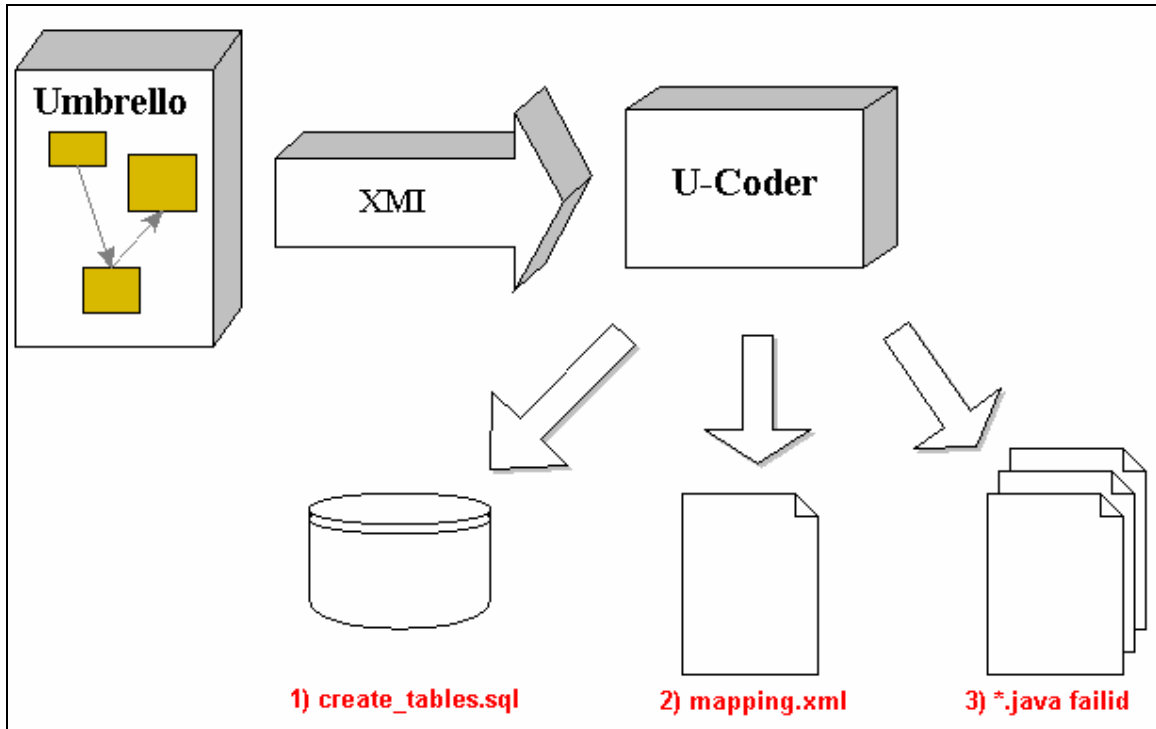 Umbrello
XMI
U-Coder
1) create_tables.sql
2) mapping.xml
3) *.java failid